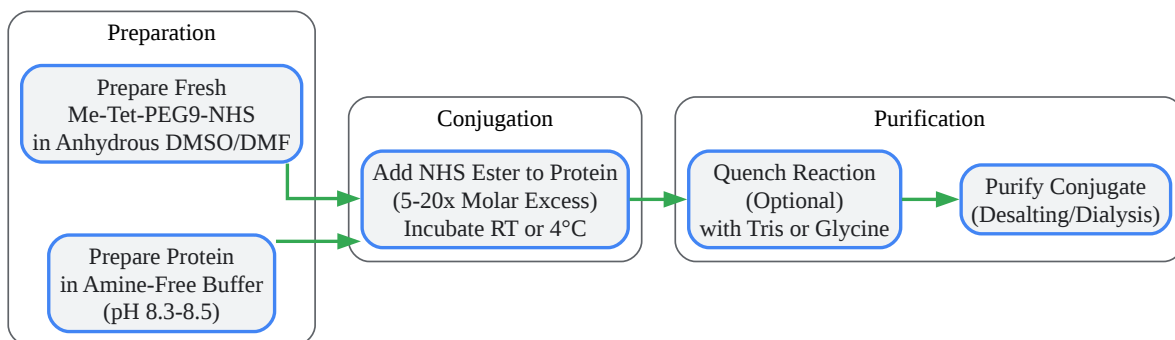 Preparation
Prepare Fresh
Me-Tet-PEG9-NHS
in Anhydrous DMSO/DMF
Prepare Protein
in Amine-Free Buffer
(pH 8.3-8.5)
Conjugation
Add NHS Ester to Protein
(5-20x Molar Excess)
Incubate RT or 4°C
Purification
Quench Reaction
(Optional)
with Tris or Glycine
Purify Conjugate
(Desalting/Dialysis)